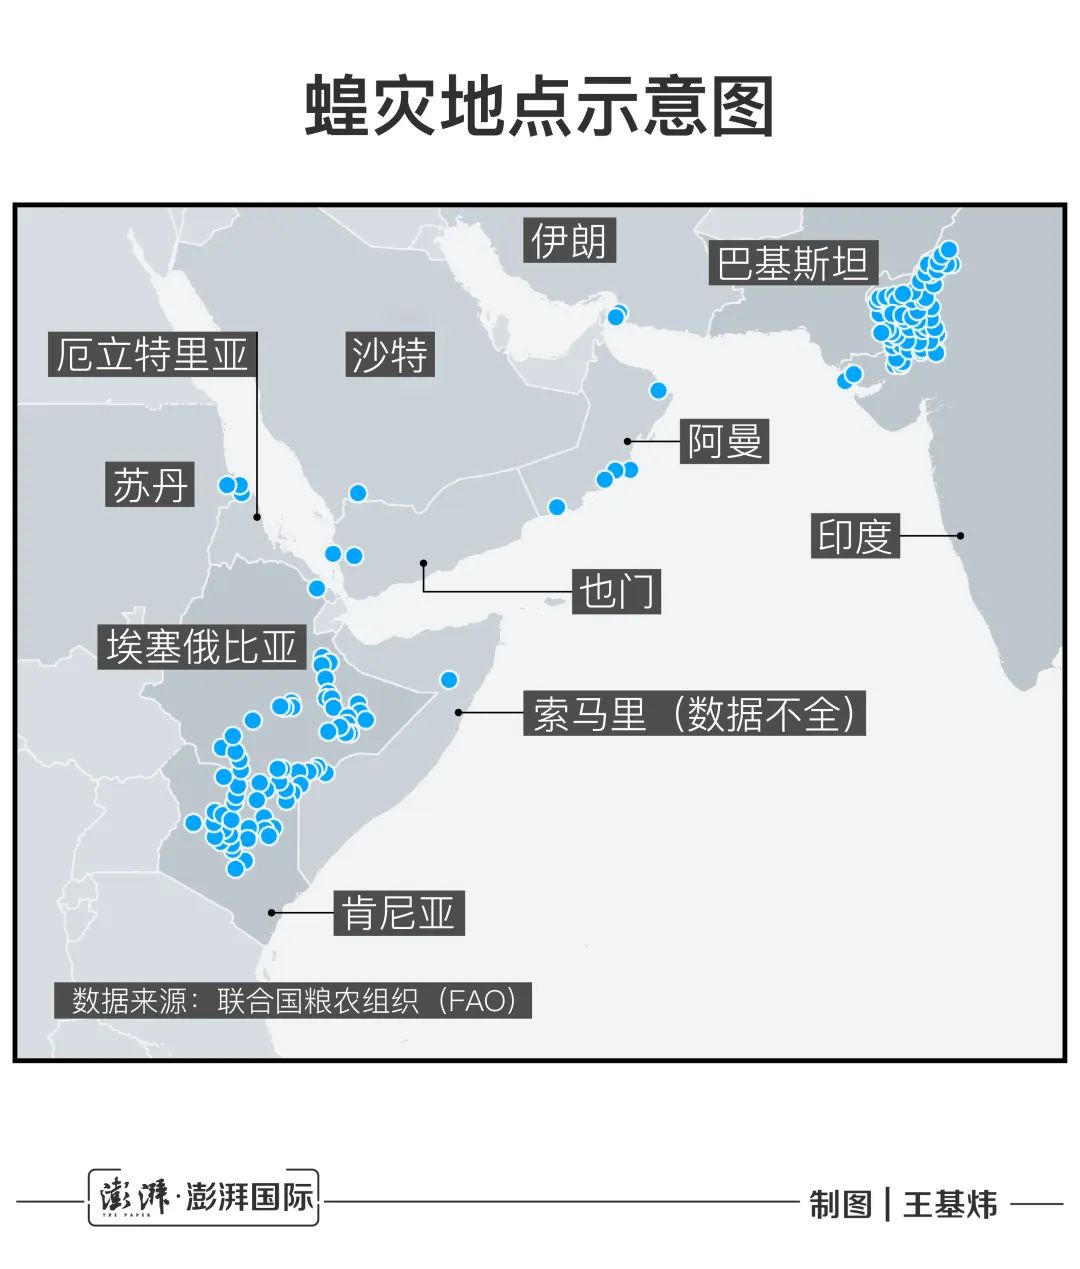 蝗灾地点示意图
伊朗
巴基斯坦
厄立特里亚
沙特
阿曼
苏丹
印度
也门
埃塞俄比亚
索马里（数据不全）
肯尼亚
数据来源：联合国粮农组织（FAO）
澎湃·澎湃国际
THE PAPER
制图｜王基炜